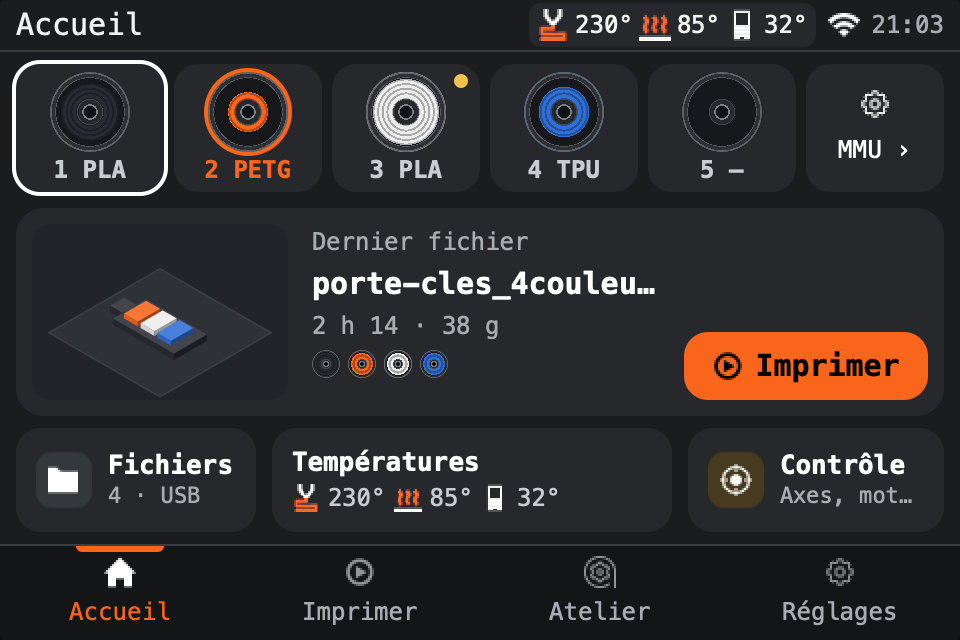 Accueil 230° 85° 32° 21:03
1 PLA 2 PETG 3 PLA 4 TPU 5 – MMU ›
Dernier fichier
porte-cles_4couleu…
2 h 14 · 38 g
Imprimer
Fichiers
4 · USB
Températures
230° 85° 32°
Contrôle
Axes, mot…
Accueil Imprimer Atelier Réglages